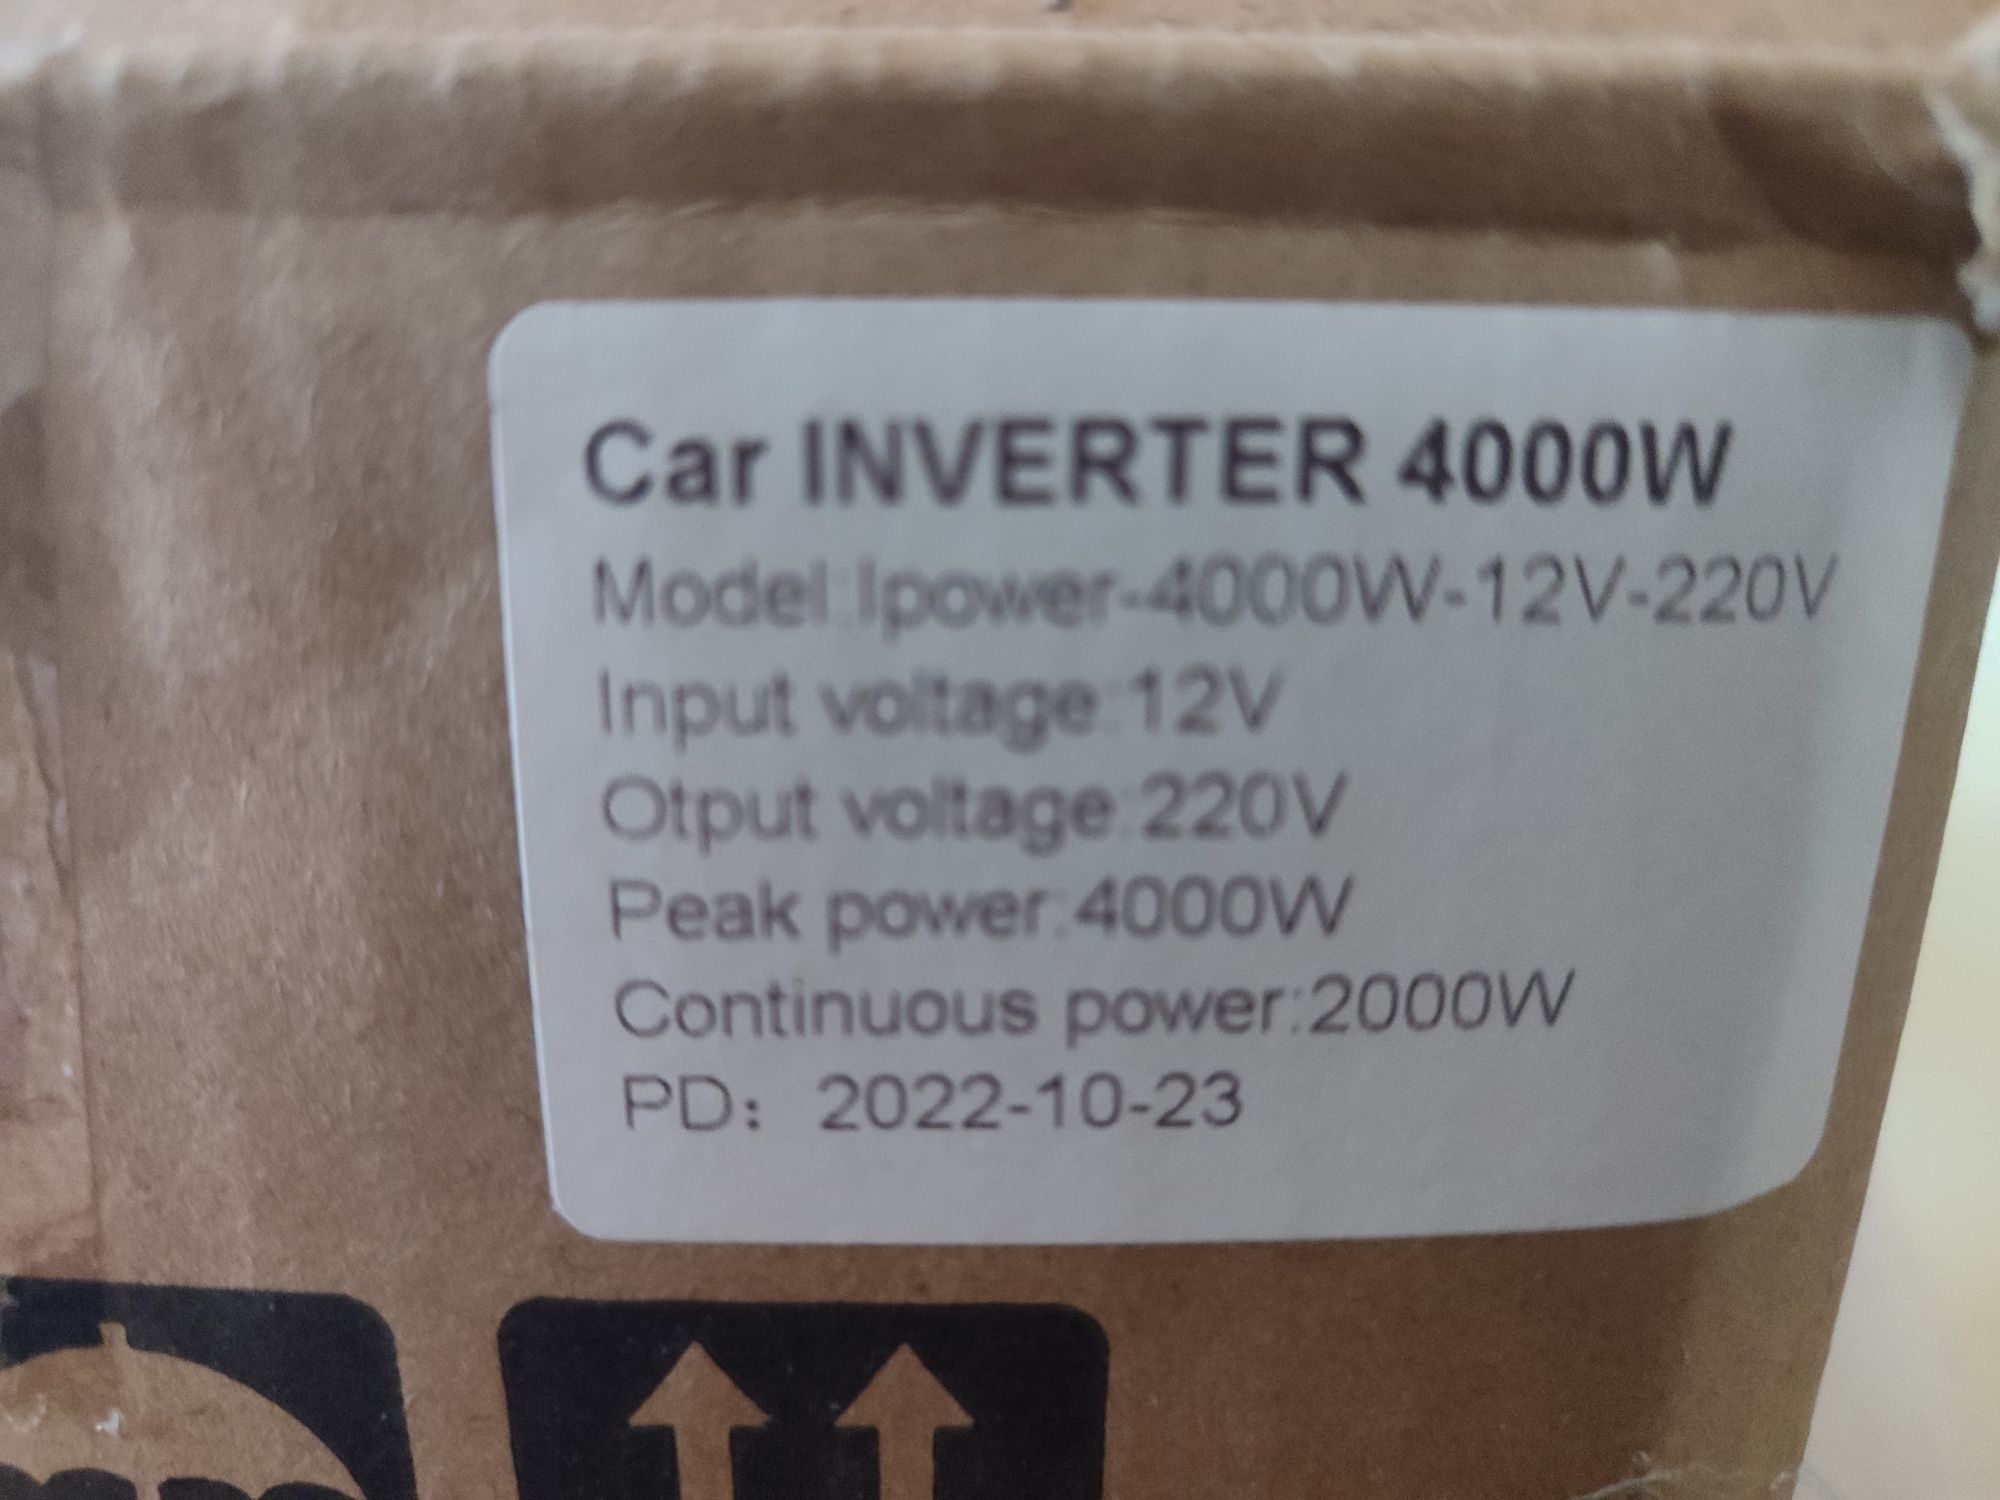 Car INVERTER 4000W
Model:Ipower-4000W-12V-220V
Input voltage:12V
Otput voltage:220V
Peak power:4000W
Continuous power:2000W
PD: 2022-10-23